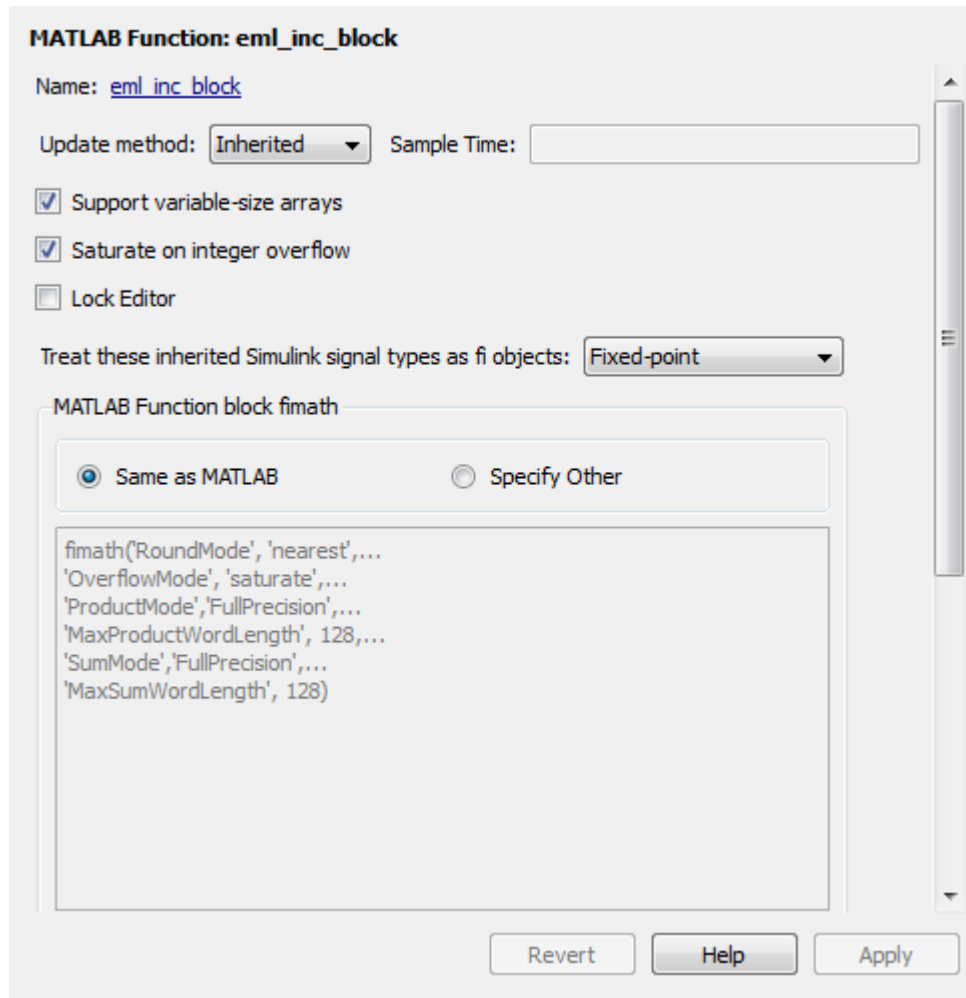 MATLAB Function: eml_inc_block
Name: eml_inc_block
Update method: Inherited Sample Time:
Support variable-size arrays
Saturate on integer overflow
Lock Editor
Treat these inherited Simulink signal types as fi objects: Fixed-point
MATLAB Function block fimath
Same as MATLAB Specify Other
fimath('RoundMode', 'nearest',...
'OverflowMode', 'saturate',...
'ProductMode','FullPrecision',...
'MaxProductWordLength', 128,...
'SumMode','FullPrecision',...
'MaxSumWordLength', 128)
Revert Help Apply